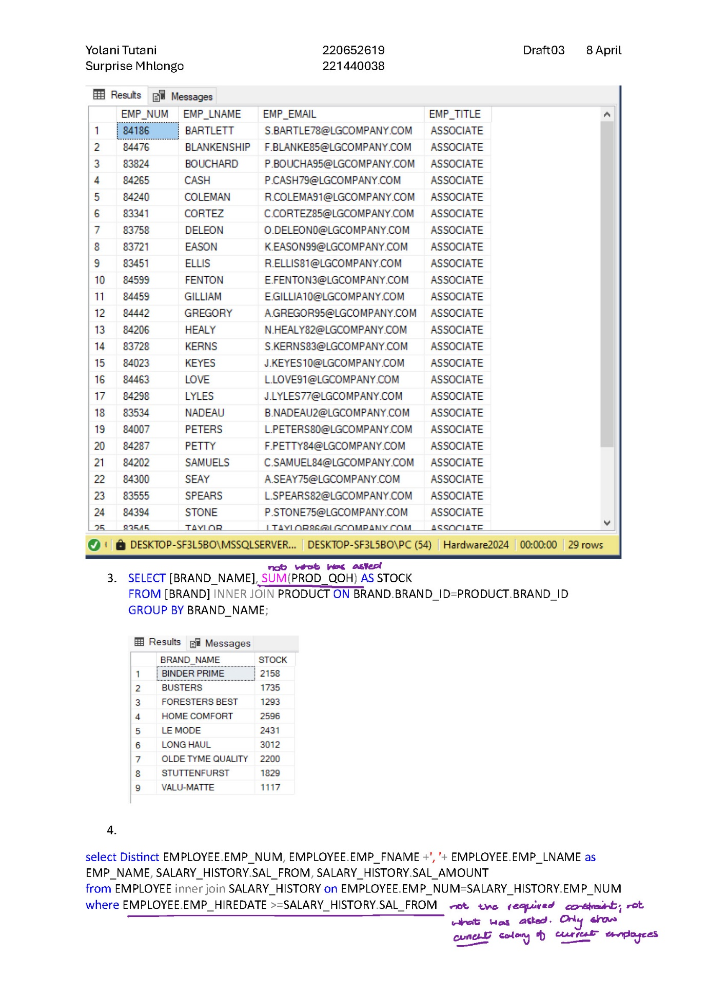 Yolani Tutani 220652619 Draft03 8 April
Surprise Mhlongo 221440038
Results Messages
EMP_NUM EMP_LNAME EMP_EMAIL EMP_TITLE
1 84186 BARTLETT S.BARTLE78@LGCOMPANY.COM ASSOCIATE
2 84476 BLANKENSHIP F.BLANKE85@LGCOMPANY.COM ASSOCIATE
3 83824 BOUCHARD P.BOUCHA95@LGCOMPANY.COM ASSOCIATE
4 84265 CASH P.CASH79@LGCOMPANY.COM ASSOCIATE
5 84240 COLEMAN R.COLEMA91@LGCOMPANY.COM ASSOCIATE
6 83341 CORTEZ C.CORTEZ85@LGCOMPANY.COM ASSOCIATE
7 83758 DELEON O.DELEON0@LGCOMPANY.COM ASSOCIATE
8 83721 EASON K.EASON99@LGCOMPANY.COM ASSOCIATE
9 83451 ELLIS R.ELLIS81@LGCOMPANY.COM ASSOCIATE
10 84599 FENTON E.FENTON3@LGCOMPANY.COM ASSOCIATE
11 84459 GILLIAM E.GILLIA10@LGCOMPANY.COM ASSOCIATE
12 84442 GREGORY A.GREGOR95@LGCOMPANY.COM ASSOCIATE
13 84206 HEALY N.HEALY82@LGCOMPANY.COM ASSOCIATE
14 83728 KERNS S.KERNS83@LGCOMPANY.COM ASSOCIATE
15 84023 KEYES J.KEYES10@LGCOMPANY.COM ASSOCIATE
16 84463 LOVE L.LOVE91@LGCOMPANY.COM ASSOCIATE
17 84298 LYLES J.LYLES77@LGCOMPANY.COM ASSOCIATE
18 83534 NADEAU B.NADEAU2@LGCOMPANY.COM ASSOCIATE
19 84007 PETERS L.PETERS80@LGCOMPANY.COM ASSOCIATE
20 84287 PETTY F.PETTY84@LGCOMPANY.COM ASSOCIATE
21 84202 SAMUELS C.SAMUEL84@LGCOMPANY.COM ASSOCIATE
22 84300 SEAY A.SEAY75@LGCOMPANY.COM ASSOCIATE
23 83555 SPEARS L.SPEARS82@LGCOMPANY.COM ASSOCIATE
24 84394 STONE P.STONE75@LGCOMPANY.COM ASSOCIATE
25 83545 TAYLOR J.TAYLOR86@LGCOMPANY.COM ASSOCIATE
DESKTOP-SF3L5BO\MSSQLSERVER... DESKTOP-SF3L5BO\PC (54) Hardware2024 00:00:00 29 rows
not what was asked
3. SELECT [BRAND_NAME], SUM(PROD_QOH) AS STOCK
FROM [BRAND] INNER JOIN PRODUCT ON BRAND.BRAND_ID=PRODUCT.BRAND_ID
GROUP BY BRAND_NAME;
Results Messages
BRAND_NAME STOCK
1 BINDER PRIME 2158
2 BUSTERS 1735
3 FORESTERS BEST 1293
4 HOME COMFORT 2596
5 LE MODE 2431
6 LONG HAUL 3012
7 OLDE TYME QUALITY 2200
8 STUTTENFURST 1829
9 VALU-MATTE 1117
4.
select Distinct EMPLOYEE.EMP_NUM, EMPLOYEE.EMP_FNAME +', '+ EMPLOYEE.EMP_LNAME as
EMP_NAME, SALARY_HISTORY.SAL_FROM, SALARY_HISTORY.SAL_AMOUNT
from EMPLOYEE inner join SALARY_HISTORY on EMPLOYEE.EMP_NUM=SALARY_HISTORY.EMP_NUM
where EMPLOYEE.EMP_HIREDATE >=SALARY_HISTORY.SAL_FROM not the required constraint; not
what was asked. Only show
current salary of current employees